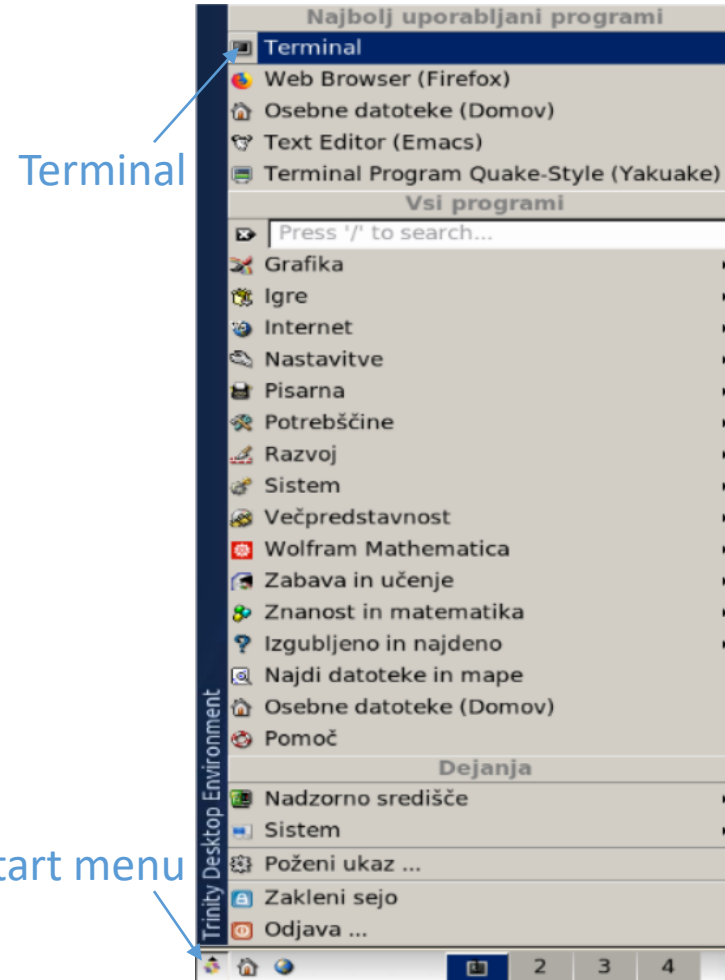 Najbolj uporabljani programi
Terminal
Web Browser (Firefox)
Osebne datoteke (Domov)
Text Editor (Emacs)
Terminal
Terminal Program Quake-Style (Yakuake)
Vsi programi
Press '/' to search...
Grafika
Igre
Internet
Nastavitve
Pisarna
Potrebščine
Razvoj
Sistem
Večpredstavnost
Wolfram Mathematica
Zabava in učenje
Znanost in matematika
Izgubljeno in najdeno
Najdi datoteke in mape
Osebne datoteke (Domov)
Pomoč
Dejanja
Nadzorno središče
Sistem
tart menu
Poženi ukaz ...
Zakleni sejo
Odjava ...
Trinity Desktop Environment
2 3 4